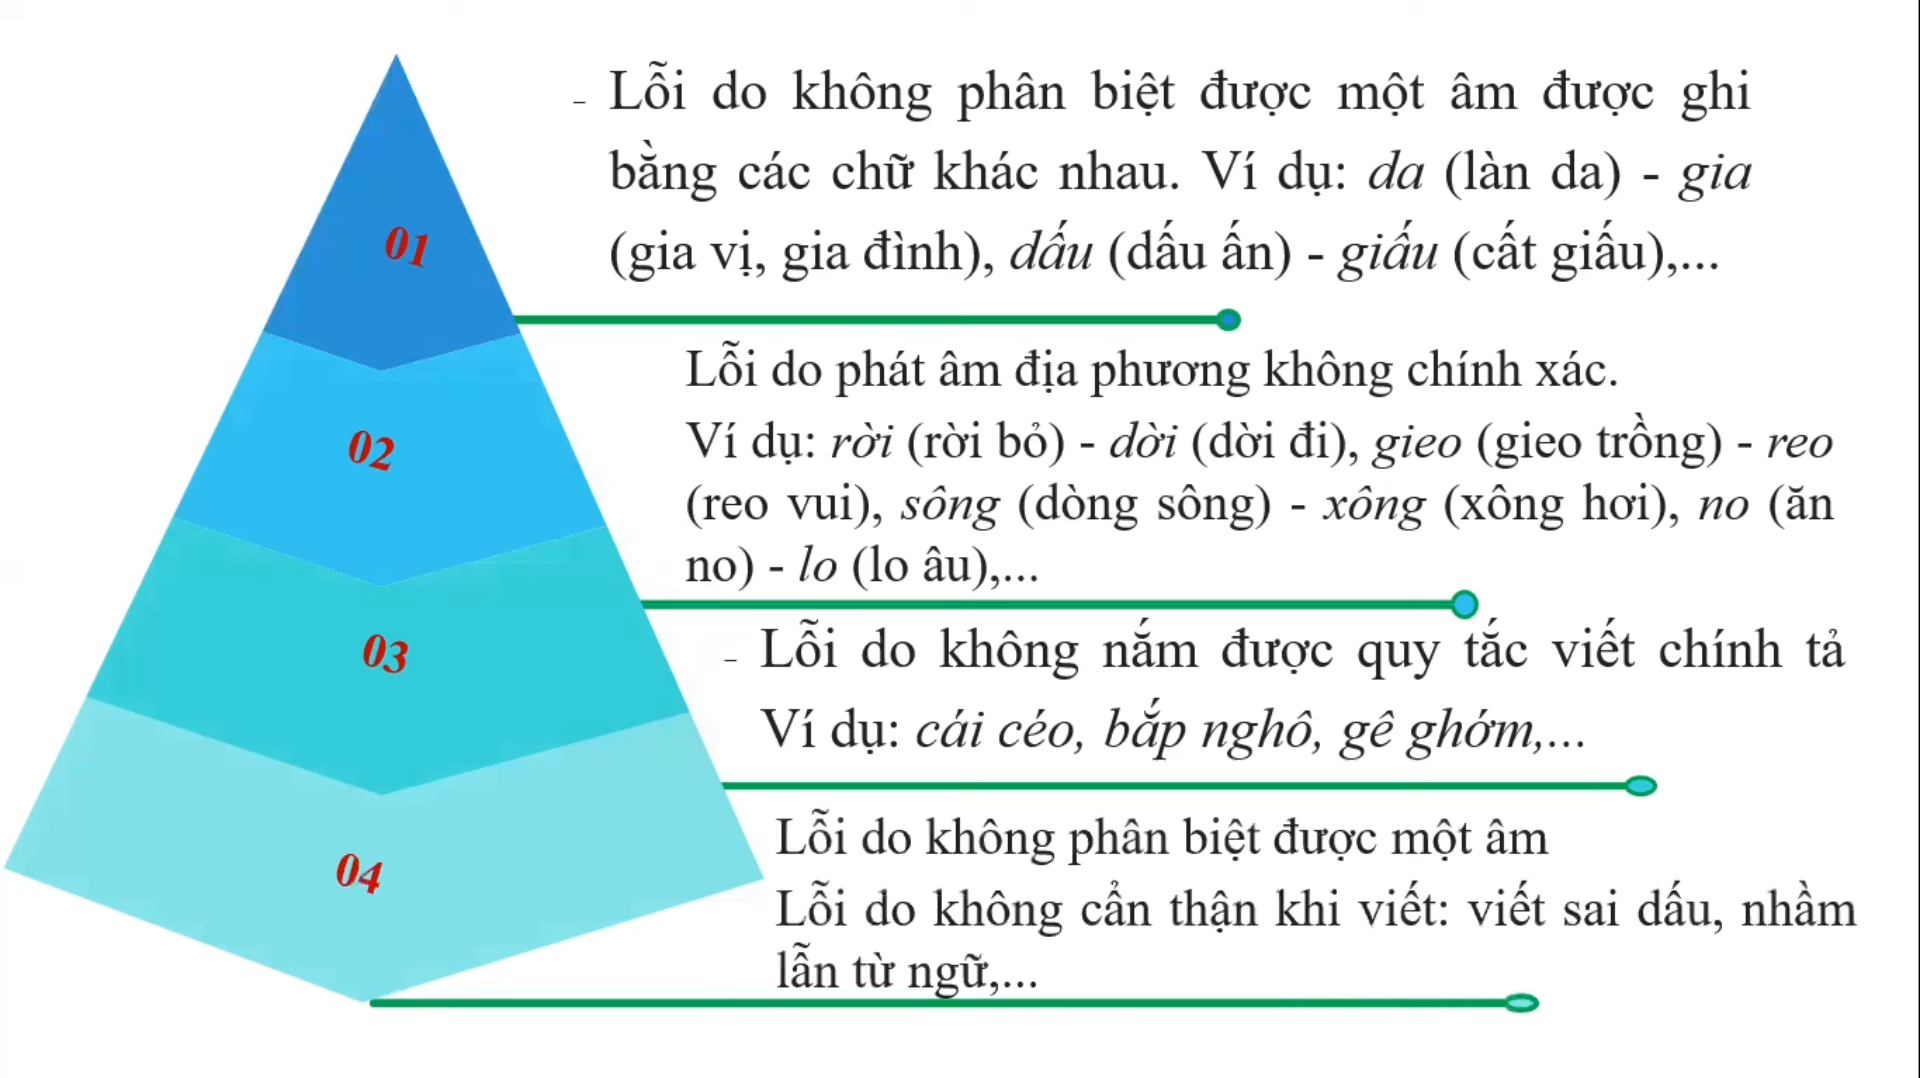 - Lỗi do không phân biệt được một âm được ghi
bằng các chữ khác nhau. Ví dụ: da (làn da) - gia
(gia vị, gia đình), dấu (dấu ấn) - giấu (cất giấu),...
01
Lỗi do phát âm địa phương không chính xác.
Ví dụ: rời (rời bỏ) - dời (dời đi), gieo (gieo trồng) - reo
(reo vui), sông (dòng sông) - xông (xông hơi), no (ăn
no) - lo (lo âu),...
02
- Lỗi do không nắm được quy tắc viết chính tả
Ví dụ: cái céo, bắp nghô, gê ghớm,...
03
Lỗi do không phân biệt được một âm
Lỗi do không cẩn thận khi viết: viết sai dấu, nhầm
lẫn từ ngữ,...
04